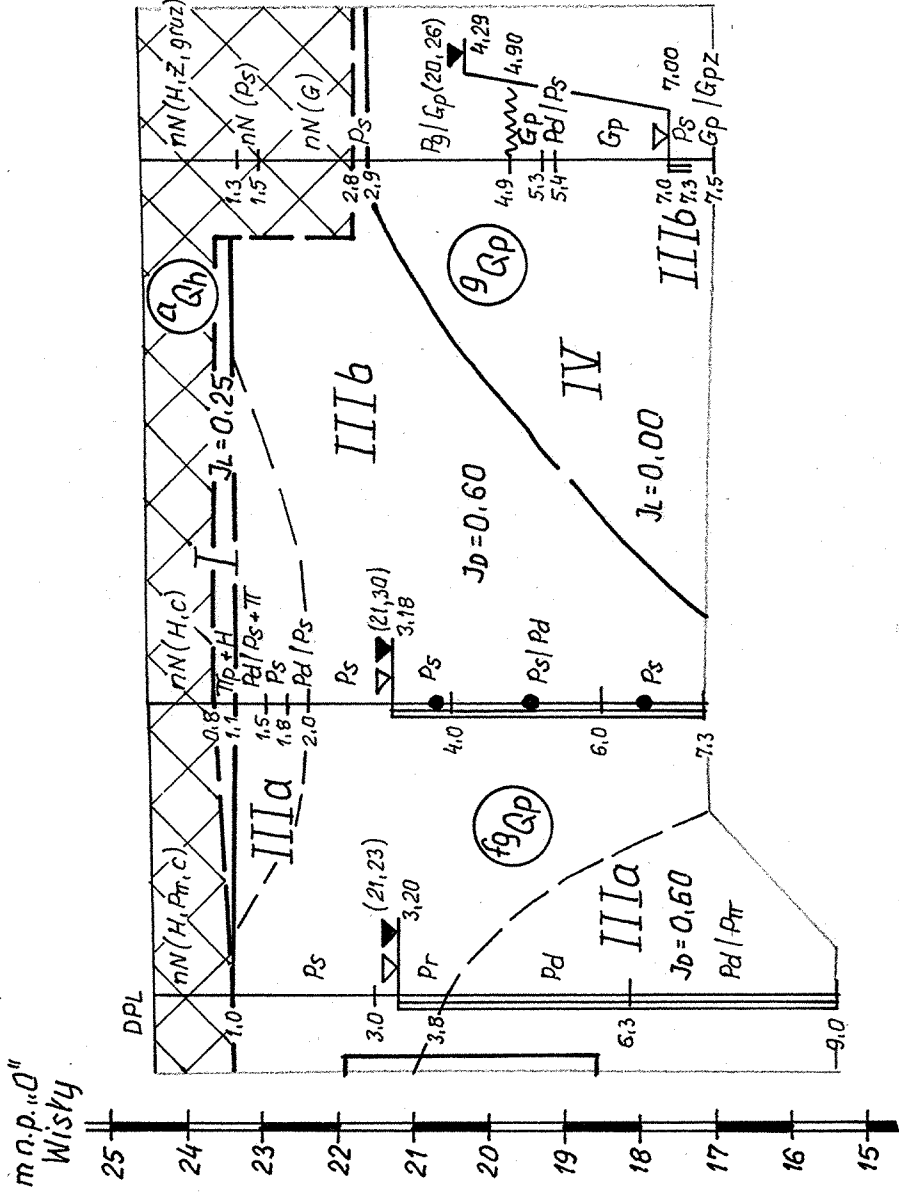 m n.p. „0"
Wisły
25
24
23
22
21
20
19
18
17
16
15
DPL
nN(H,Pπ,c)
1.0
Ps
3.0
(21,23)
3,20
Pr
3.8
Pd
6.3
Pd/Pπ
9.0
IIIa
JD=0.60
IIIa
fgQp
nN(H,c)
0.8
πp+H
1.1
Pd/Ps+π
1.5
Ps
1.8
Pd/Ps
2.0
Ps
(21,30)
3.18
Ps
4.0
Ps/Pd
6.0
Ps
7.3
I
JL=0.25
aQh
IIIb
JD=0.60
IV
JL=0.00
gQp
IIIb
nN(H,Z,gruz)
1.3
nN(Ps)
1.5
nN(G)
2.8
Ps
2.9
Pg/Gp(20,26)
4,29
4.90
4.9
Gp
5.3
Pd/Ps
5.4
Gp
7.00
7.0
Ps
7.3
Gp/Gpz
7.5